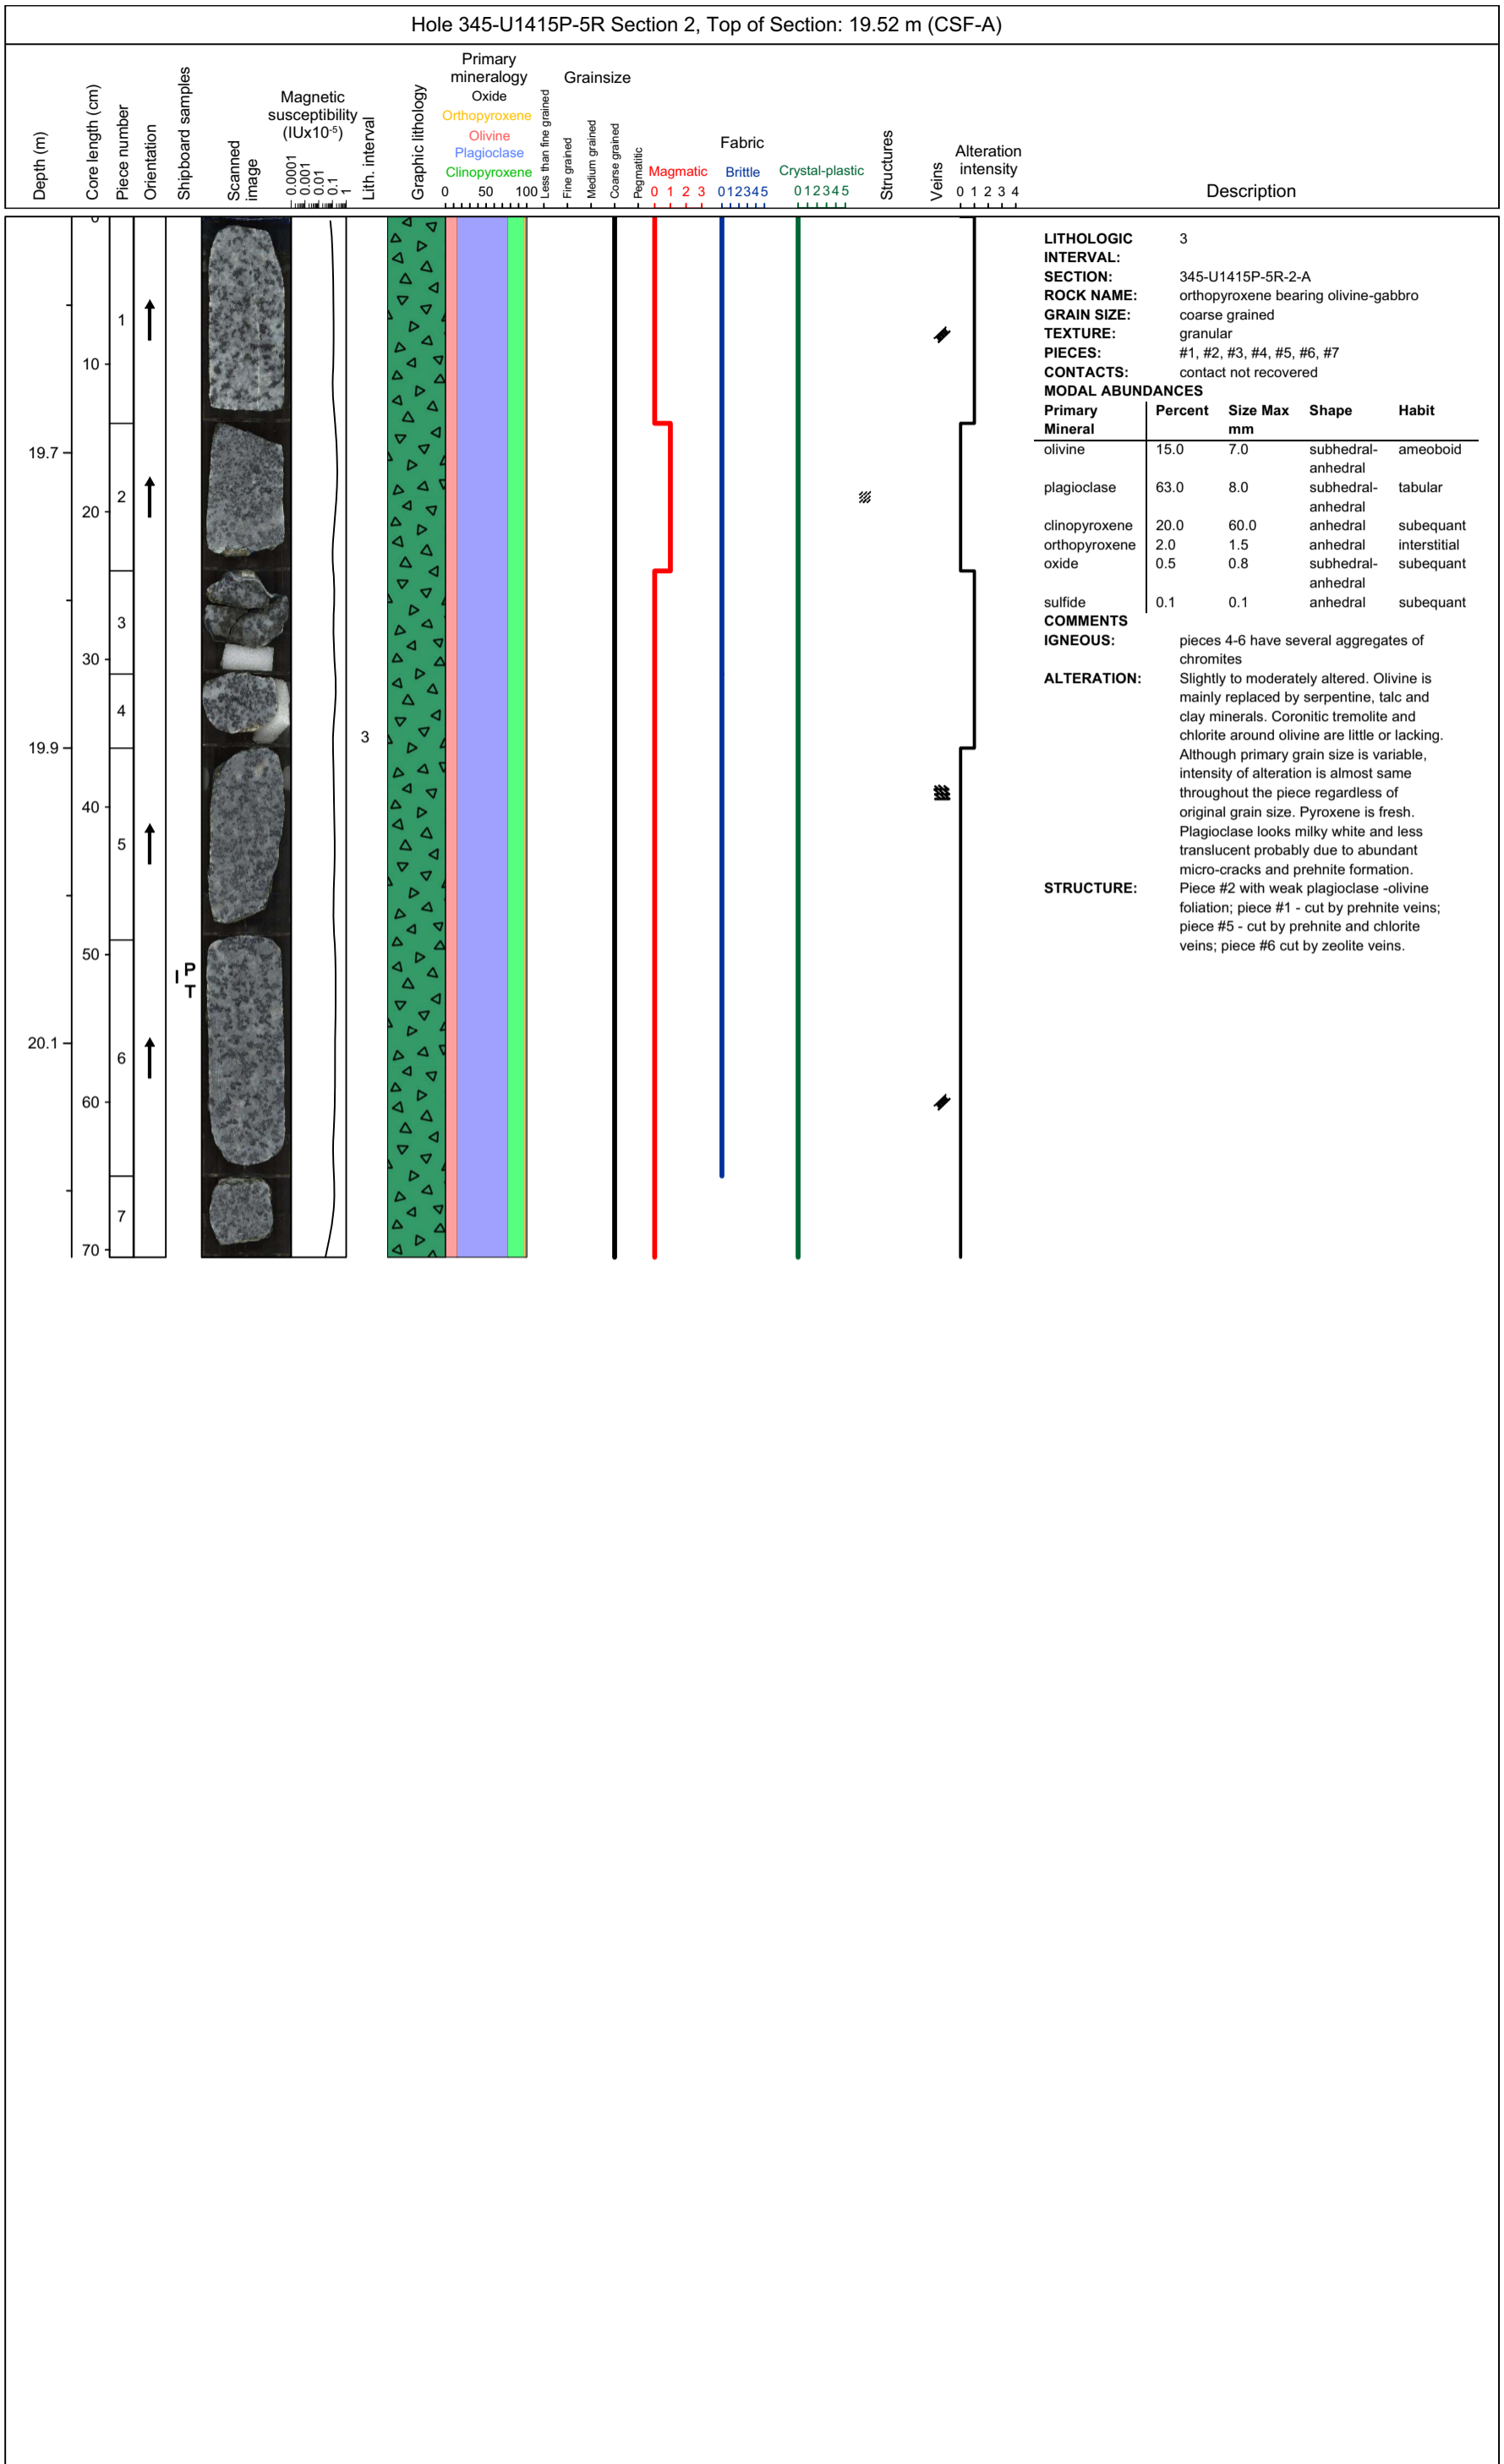 Hole 345-U1415P-5R Section 2, Top of Section: 19.52 m (CSF-A)
Depth (m)
Core length (cm)
Piece number
Orientation
Shipboard samples
Scanned
image
Magnetic
susceptibility
(IUx10-5)
0.0001
0.001
0.01
0.1
1
Lith. interval
Graphic lithology
Primary
mineralogy
Oxide
Orthopyroxene
Olivine
Plagioclase
Clinopyroxene
0 50 100
Grainsize
Less than fine grained
Fine grained
Medium grained
Coarse grained
Pegmatitic
Fabric
Magmatic
0 1 2 3
Brittle
0 1 2 3 4 5
Crystal-plastic
0 1 2 3 4 5
Structures
Veins
Alteration
intensity
0 1 2 3 4
Description
0
1
10
19.7
2
20
3
30
4
19.9
3
40
5
50
P
I
T
20.1
6
60
7
70
LITHOLOGIC 3
INTERVAL:
SECTION: 345-U1415P-5R-2-A
ROCK NAME: orthopyroxene bearing olivine-gabbro
GRAIN SIZE: coarse grained
TEXTURE: granular
PIECES: #1, #2, #3, #4, #5, #6, #7
CONTACTS: contact not recovered
MODAL ABUNDANCES
Primary Percent Size Max Shape Habit
Mineral mm
olivine 15.0 7.0 subhedral- ameoboid
anhedral
plagioclase 63.0 8.0 subhedral- tabular
anhedral
clinopyroxene 20.0 60.0 anhedral subequant
orthopyroxene 2.0 1.5 anhedral interstitial
oxide 0.5 0.8 subhedral- subequant
anhedral
sulfide 0.1 0.1 anhedral subequant
COMMENTS
IGNEOUS: pieces 4-6 have several aggregates of
chromites
ALTERATION: Slightly to moderately altered. Olivine is
mainly replaced by serpentine, talc and
clay minerals. Coronitic tremolite and
chlorite around olivine are little or lacking.
Although primary grain size is variable,
intensity of alteration is almost same
throughout the piece regardless of
original grain size. Pyroxene is fresh.
Plagioclase looks milky white and less
translucent probably due to abundant
micro-cracks and prehnite formation.
STRUCTURE: Piece #2 with weak plagioclase -olivine
foliation; piece #1 - cut by prehnite veins;
piece #5 - cut by prehnite and chlorite
veins; piece #6 cut by zeolite veins.